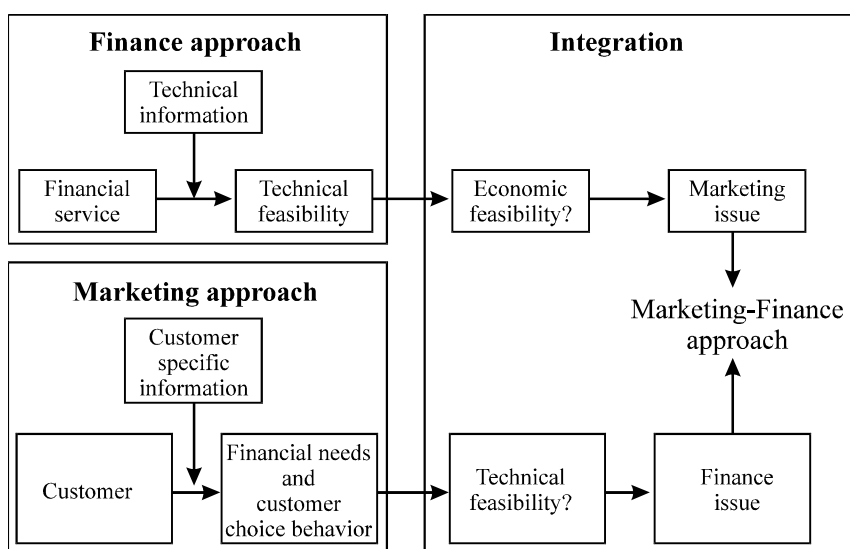 Finance approach
Technical
information
Financial
service
Technical
feasibility
Marketing approach
Customer
specific
information
Customer
Financial needs
and
customer
choice behavior
Integration
Economic
feasibility?
Marketing
issue
Marketing-Finance
approach
Technical
feasibility?
Finance
issue